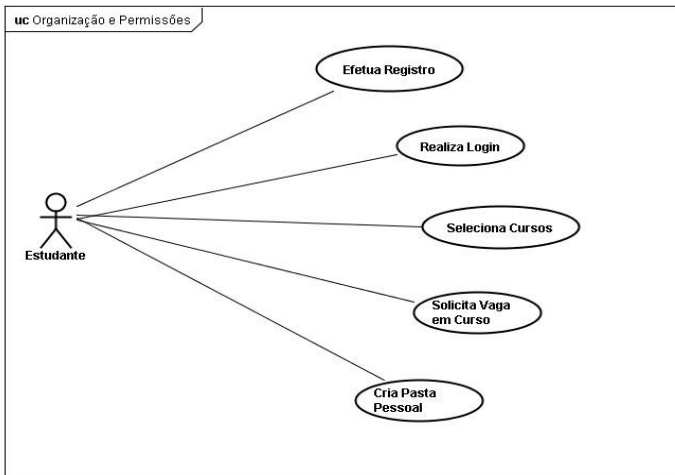 uc Organização e Permissões
Efetua Registro
Realiza Login
Seleciona Cursos
Estudante
Solicita Vaga
em Curso
Cria Pasta
Pessoal